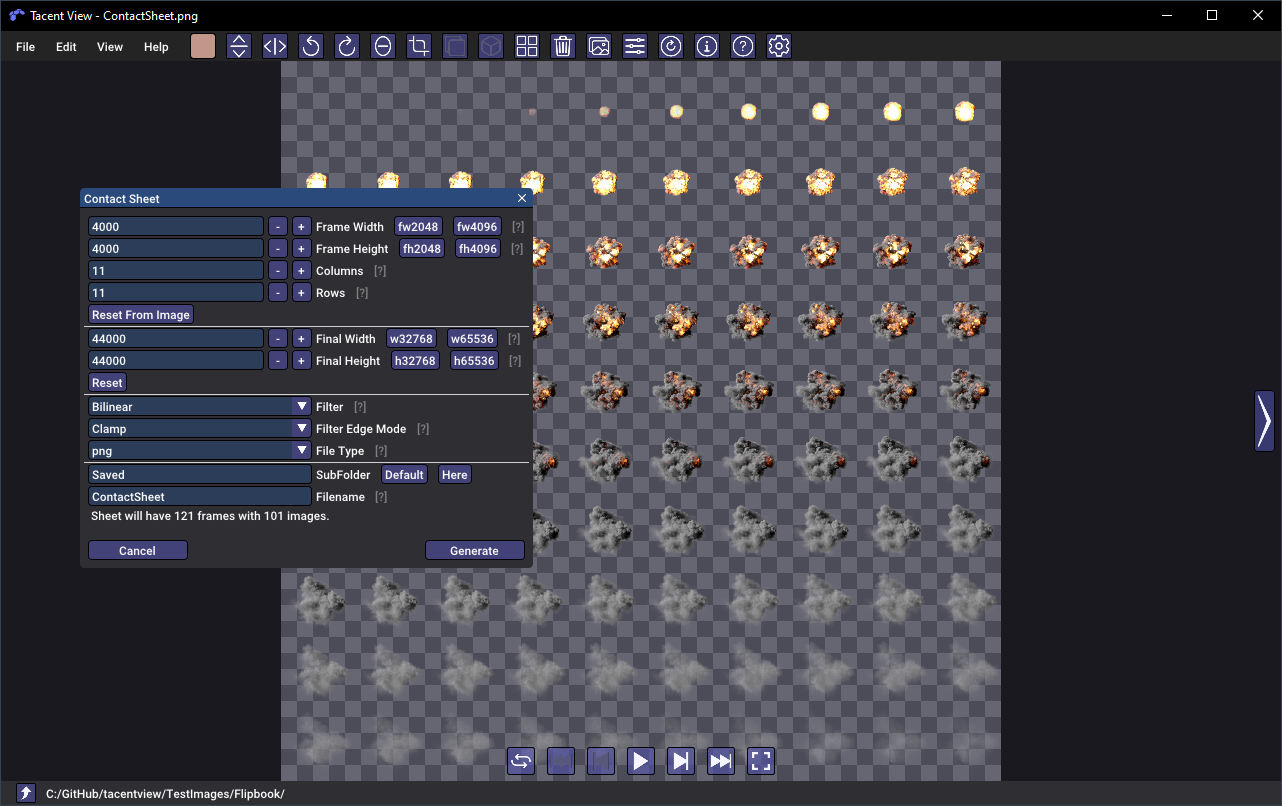 Tacent View - ContactSheet.png
File Edit View Help
Contact Sheet
4000 - + Frame Width fw2048 fw4096 [?]
4000 - + Frame Height fh2048 fh4096 [?]
11 - + Columns [?]
11 - + Rows [?]
Reset From Image
44000 - + Final Width w32768 w65536 [?]
44000 - + Final Height h32768 h65536 [?]
Reset
Bilinear Filter [?]
Clamp Filter Edge Mode [?]
png File Type [?]
Saved SubFolder Default Here
ContactSheet Filename [?]
Sheet will have 121 frames with 101 images.
Cancel Generate
C:/GitHub/tacentview/TestImages/Flipbook/